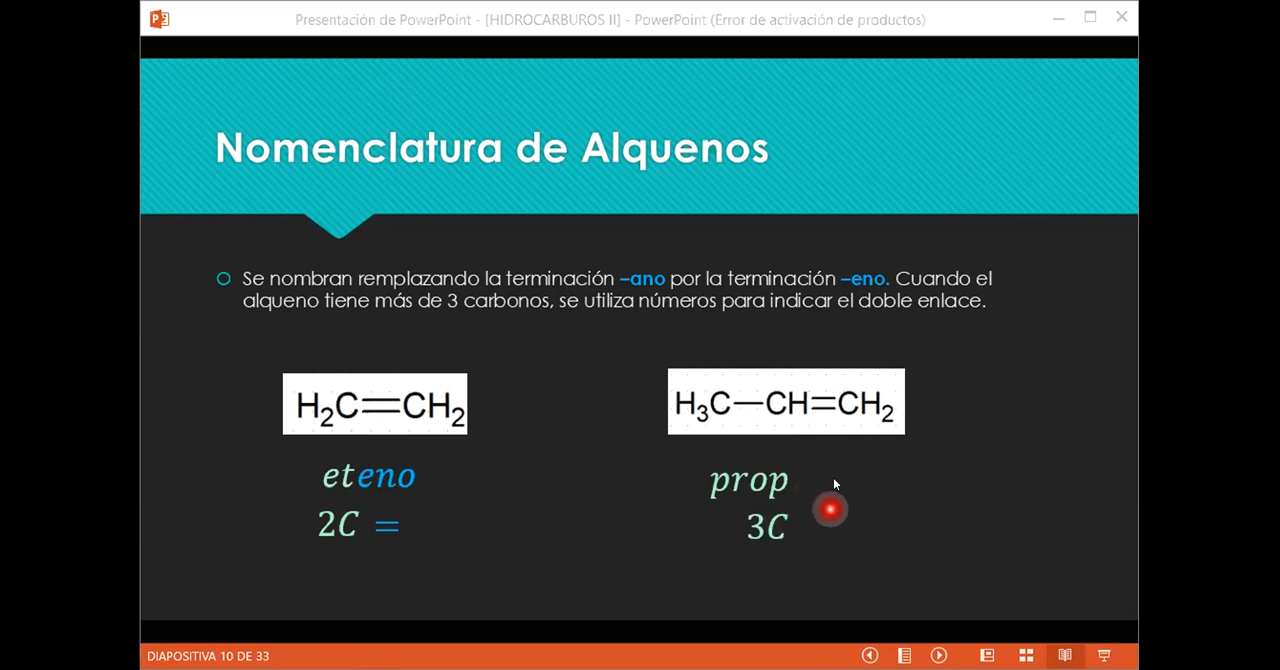 Presentación de PowerPoint - [HIDROCARBUROS II] - PowerPoint (Error de activación de productos)
Nomenclatura de Alquenos
Se nombran remplazando la terminación –ano por la terminación –eno. Cuando el
alqueno tiene más de 3 carbonos, se utiliza números para indicar el doble enlace.
H₂C=CH₂
H₃C—CH=CH₂
eteno
2C =
prop
3C
DIAPOSITIVA 10 DE 33